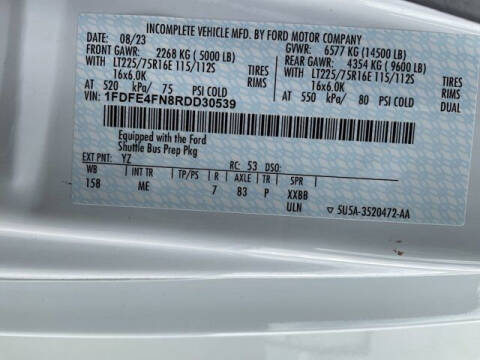 INCOMPLETE VEHICLE MFD. BY FORD MOTOR COMPANY
DATE: 08/23 GVWR: 6577 KG (14500 LB)
FRONT GAWR: 2268 KG (5000 LB) REAR GAWR: 4354 KG (9600 LB)
WITH LT225/75R16E 115/112S TIRES WITH LT225/75R16E 115/112S TIRES
16x6.0K RIMS 16x6.0K RIMS
AT 520 kPa/ 75 PSI COLD AT 550 kPa/ 80 PSI COLD DUAL
VIN: 1FDFE4FN8RDD30539
Equipped with the Ford
Shuttle Bus Prep Pkg
EXT PNT: YZ RC: 53 DSO:
WB INT TR TP/PS R AXLE TR SPR
158 ME 7 83 P XXBB
ULN 5U5A-3520472-AA